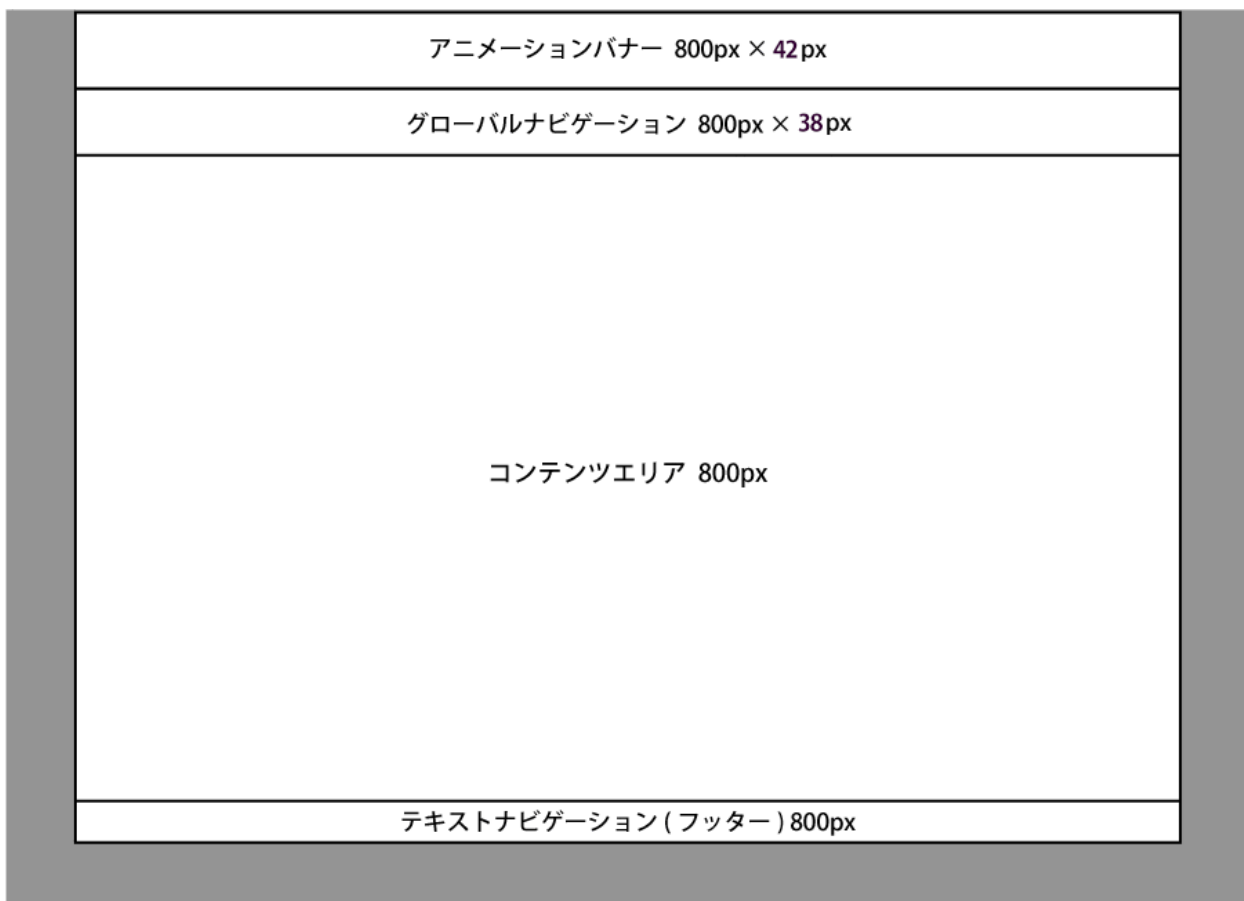 アニメーションバナー 800px × 42px
グローバルナビゲーション 800px × 38px
コンテンツエリア 800px
テキストナビゲーション ( フッター ) 800px